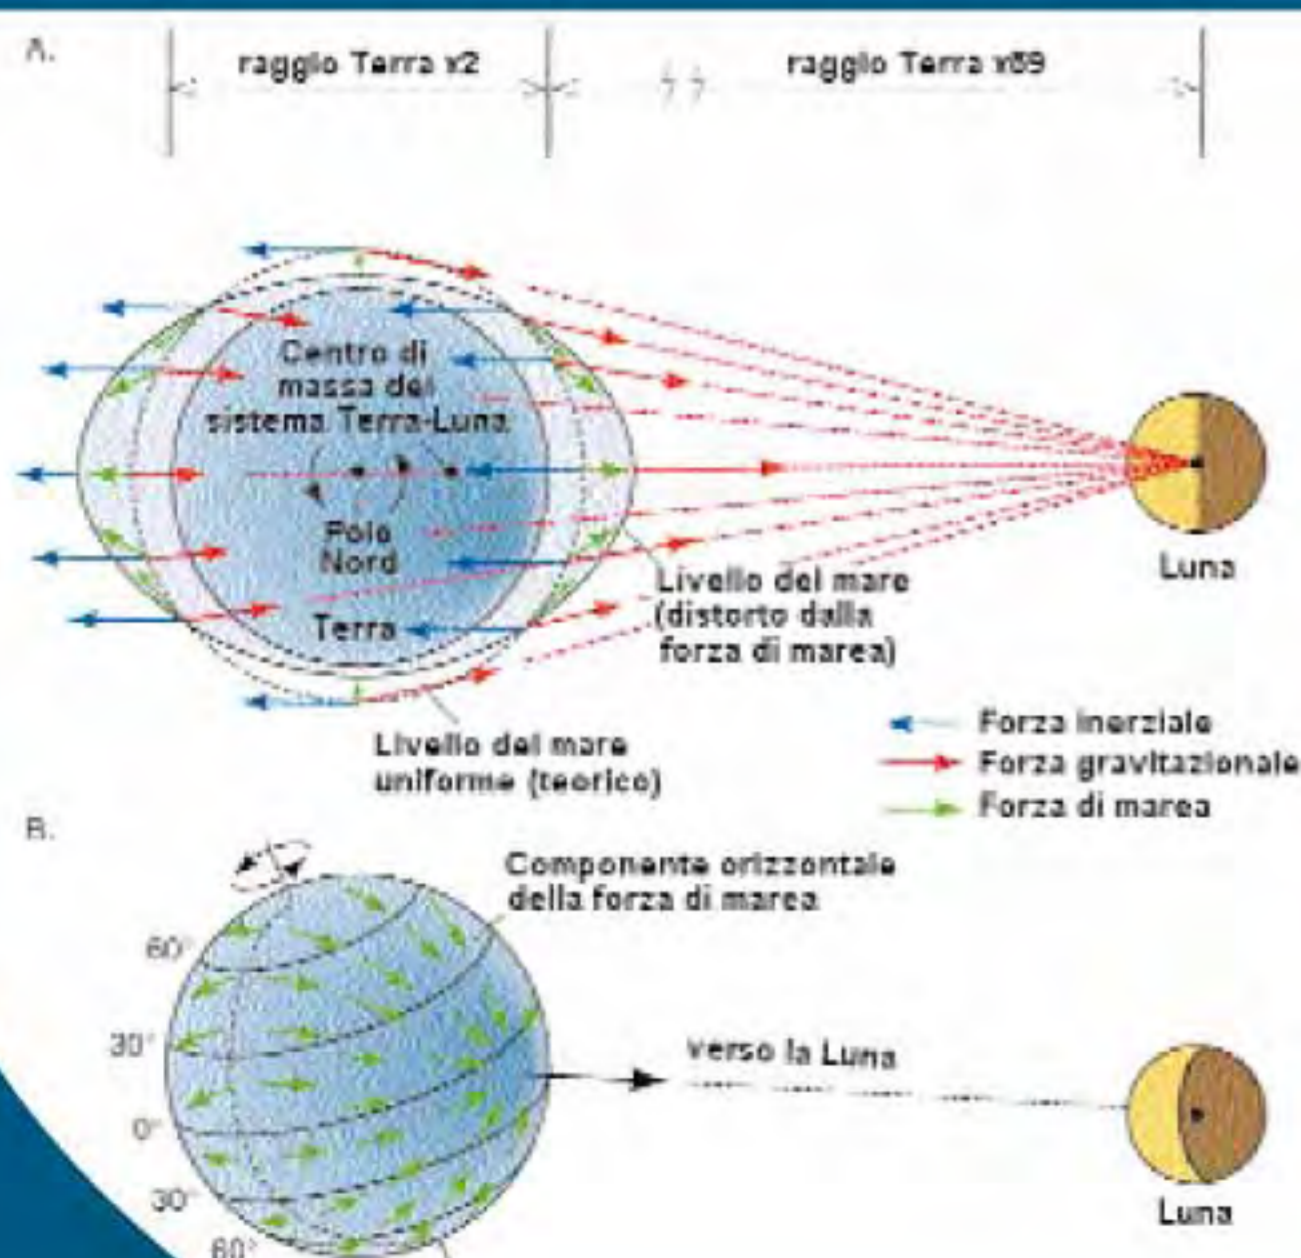 A.
raggio Terra x2
raggio Terra x59
Centro di
massa del
sistema Terra-Luna
Polo
Nord
Terra
Luna
Livello del mare
(distorto dalla
forza di marea)
Livello del mare
uniforme (teorico)
Forza inerziale
Forza gravitazionale
Forza di marea
B.
Componente orizzontale
della forza di marea
60°
30°
0°
30°
60°
verso la Luna
Luna